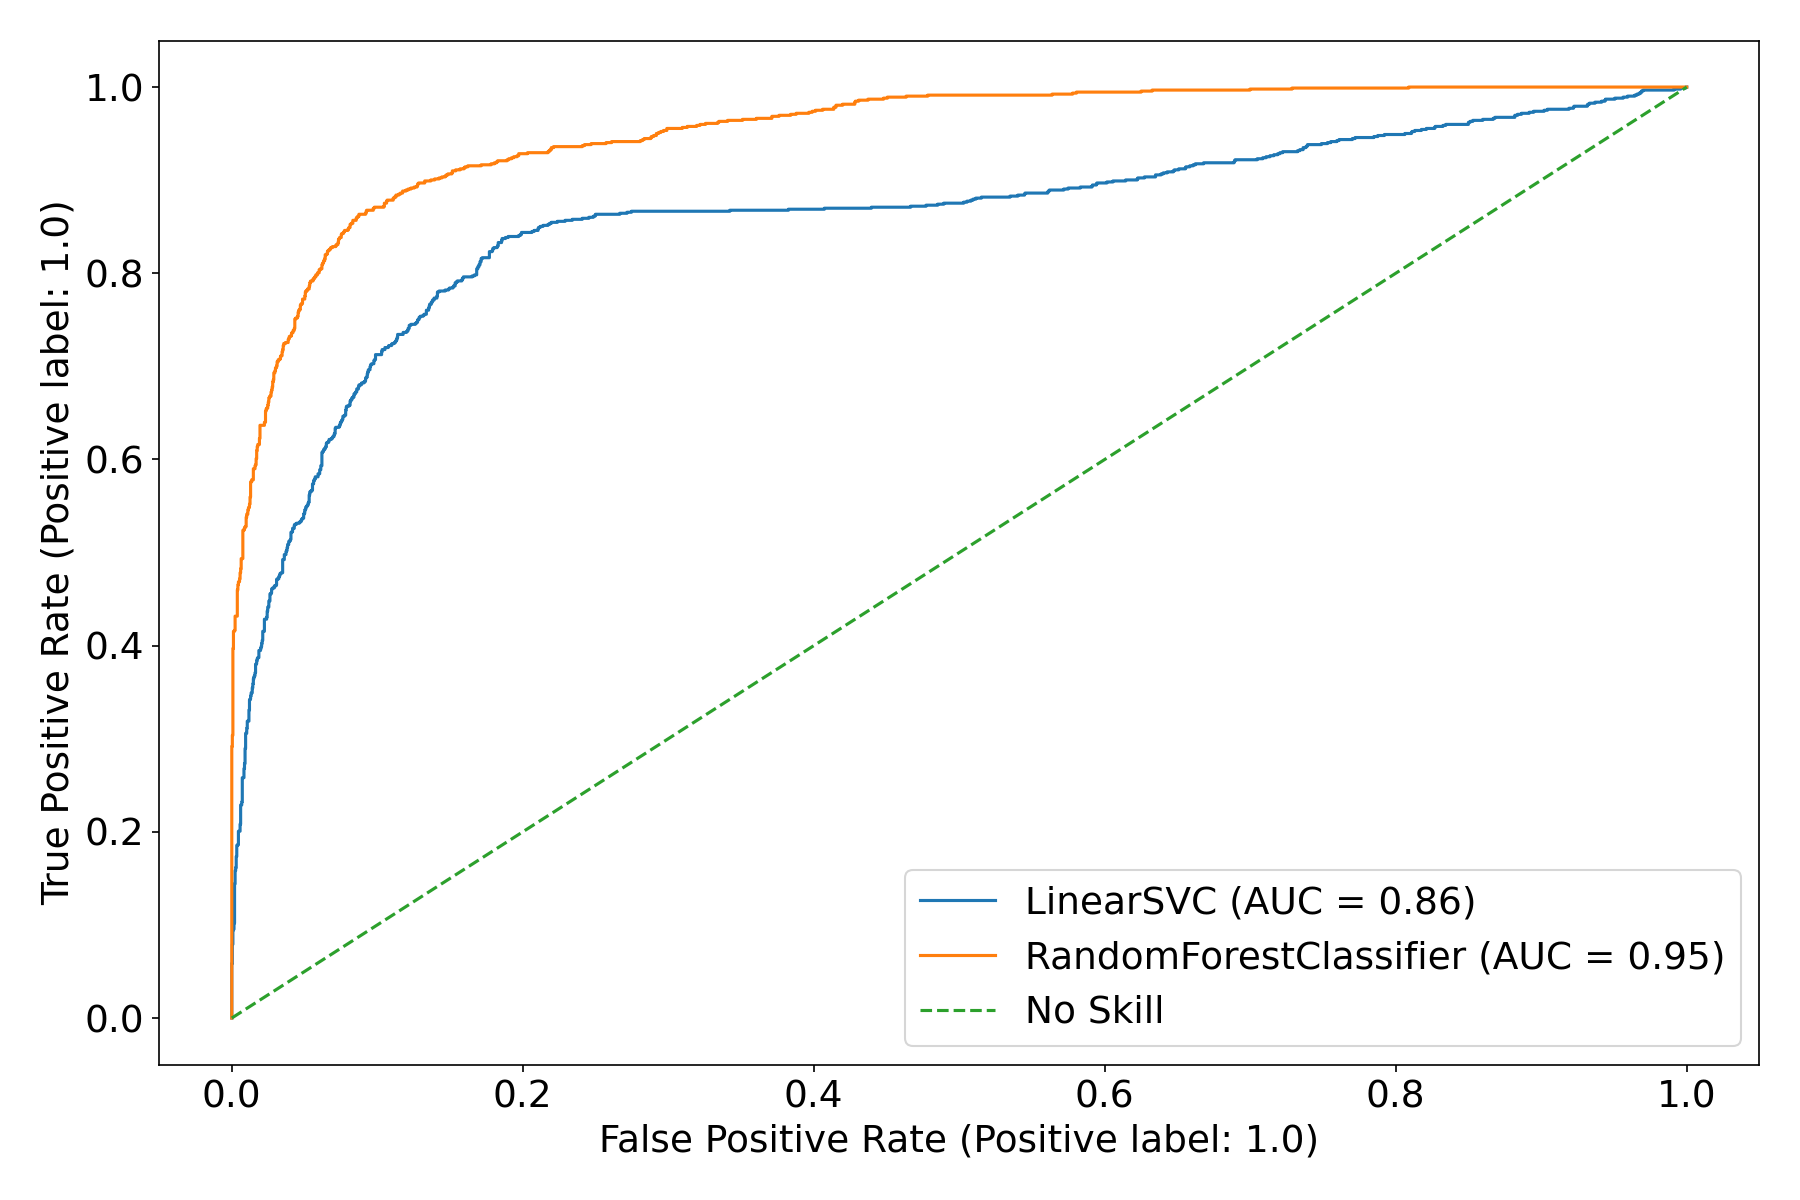 True Positive Rate (Positive label: 1.0)
1.0
0.8
0.6
0.4
0.2
0.0
LinearSVC (AUC = 0.86)
RandomForestClassifier (AUC = 0.95)
No Skill
0.0 0.2 0.4 0.6 0.8 1.0
False Positive Rate (Positive label: 1.0)